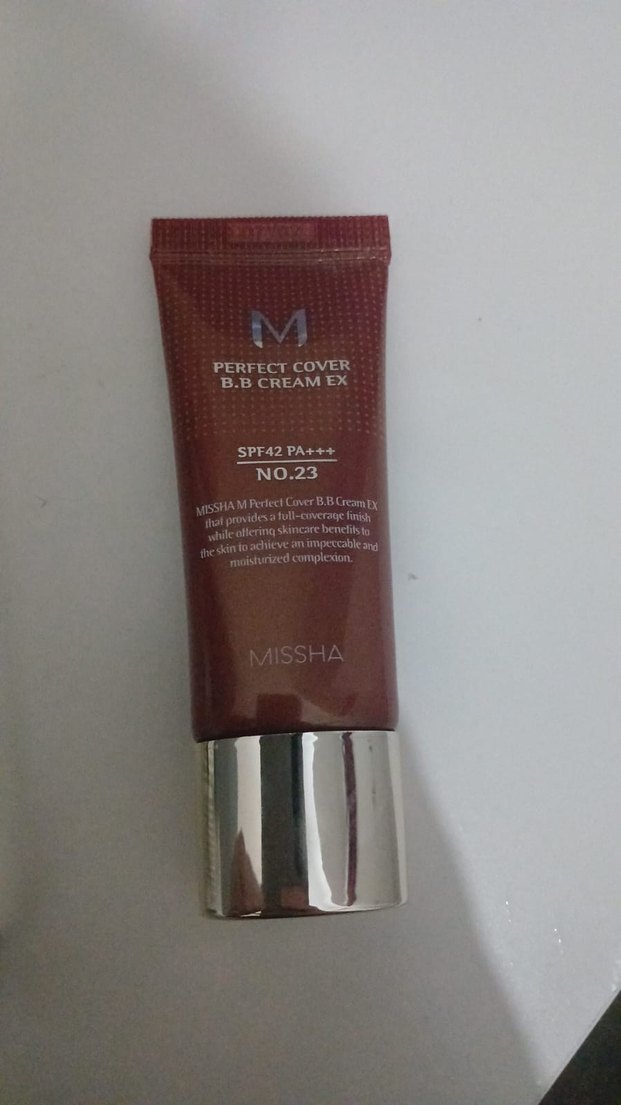 M
PERFECT COVER
B.B CREAM EX
SPF42 PA+++
NO.23
MISSHA M Perfect Cover B.B Cream EX
that provides a full-coverage finish
while offering skincare benefits to
the skin to achieve an impeccable and
moisturized complexion.
MISSHA